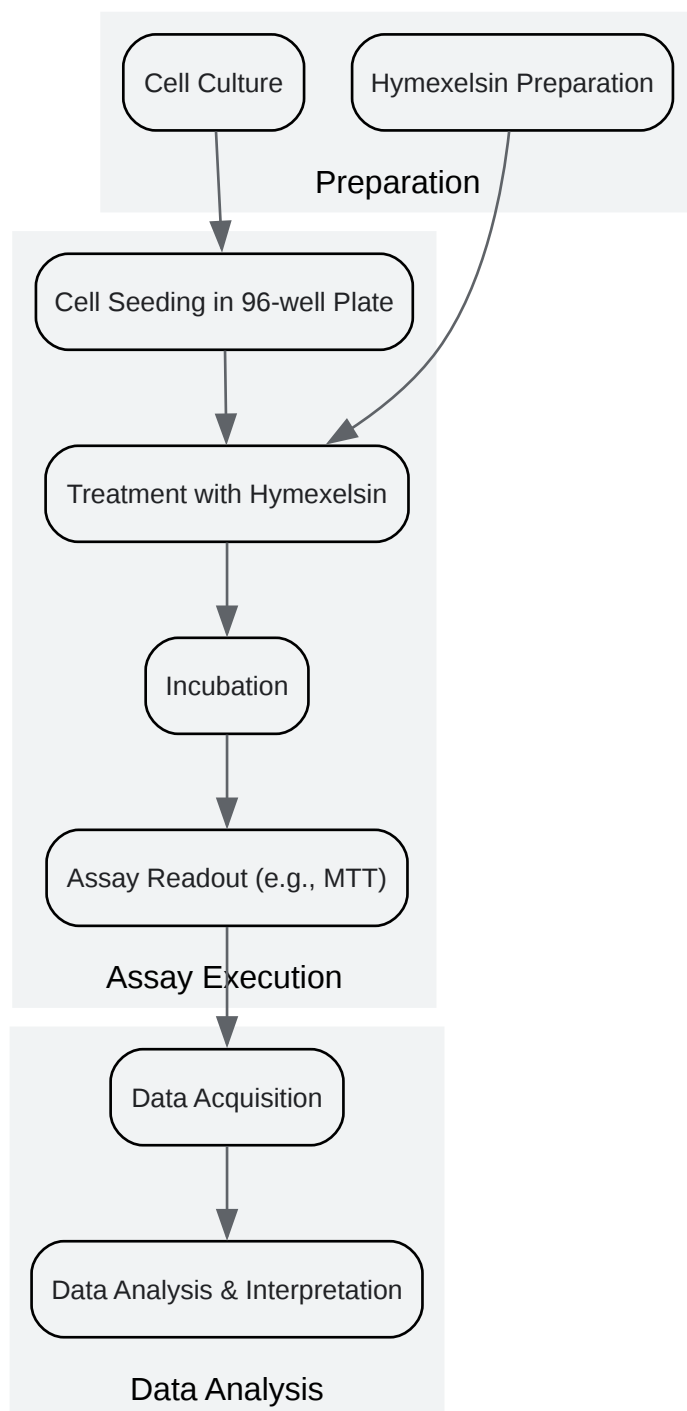 Cell Culture
Hymexelsin Preparation
Preparation
Cell Seeding in 96-well Plate
Treatment with Hymexelsin
Incubation
Assay Readout (e.g., MTT)
Assay Execution
Data Acquisition
Data Analysis & Interpretation
Data Analysis